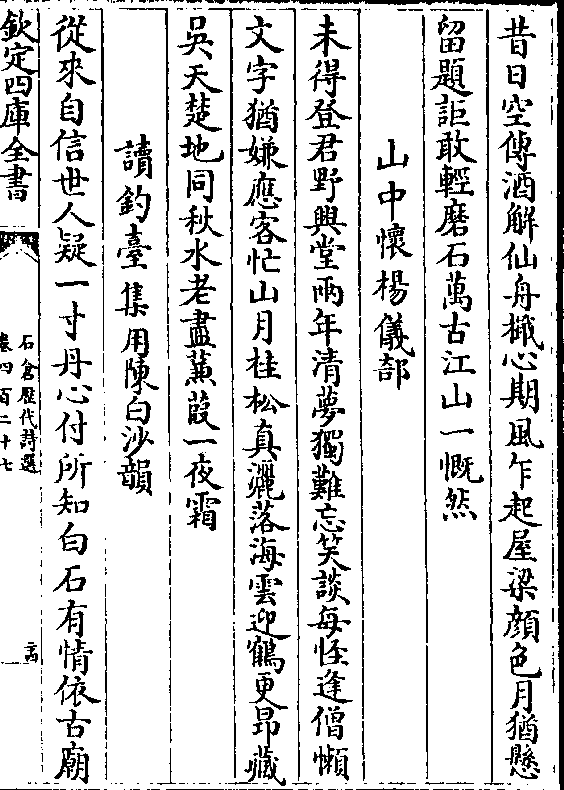 昔日空傳酒解仙舟檝心期風乍起屋梁顔色月猶懸
留題詎敢輕磨石萬古江山一慨然
山中懷楊儀部
未得登君野興堂兩年清夢獨難忘笑談每怪逢僧懶
文字猶嫌應客忙山月桂松真灑落海雲迎鶴更昂藏
吳天楚地同秋水老盡蒹葭一夜霜
讀釣臺集用陳白沙韻
從來自信世人疑一寸丹心付所知白石有情依古廟
欽定四庫全書
石倉歷代詩選
卷四百二十七